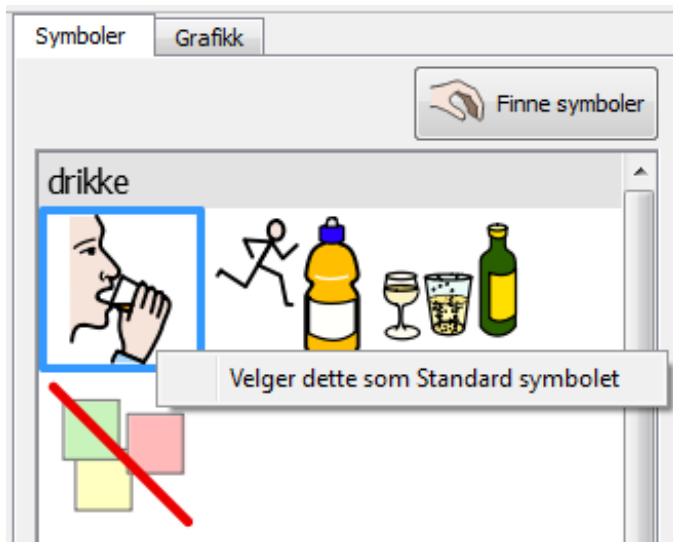 Symboler Grafikk
Finne symboler
drikke
Velger dette som Standard symbolet